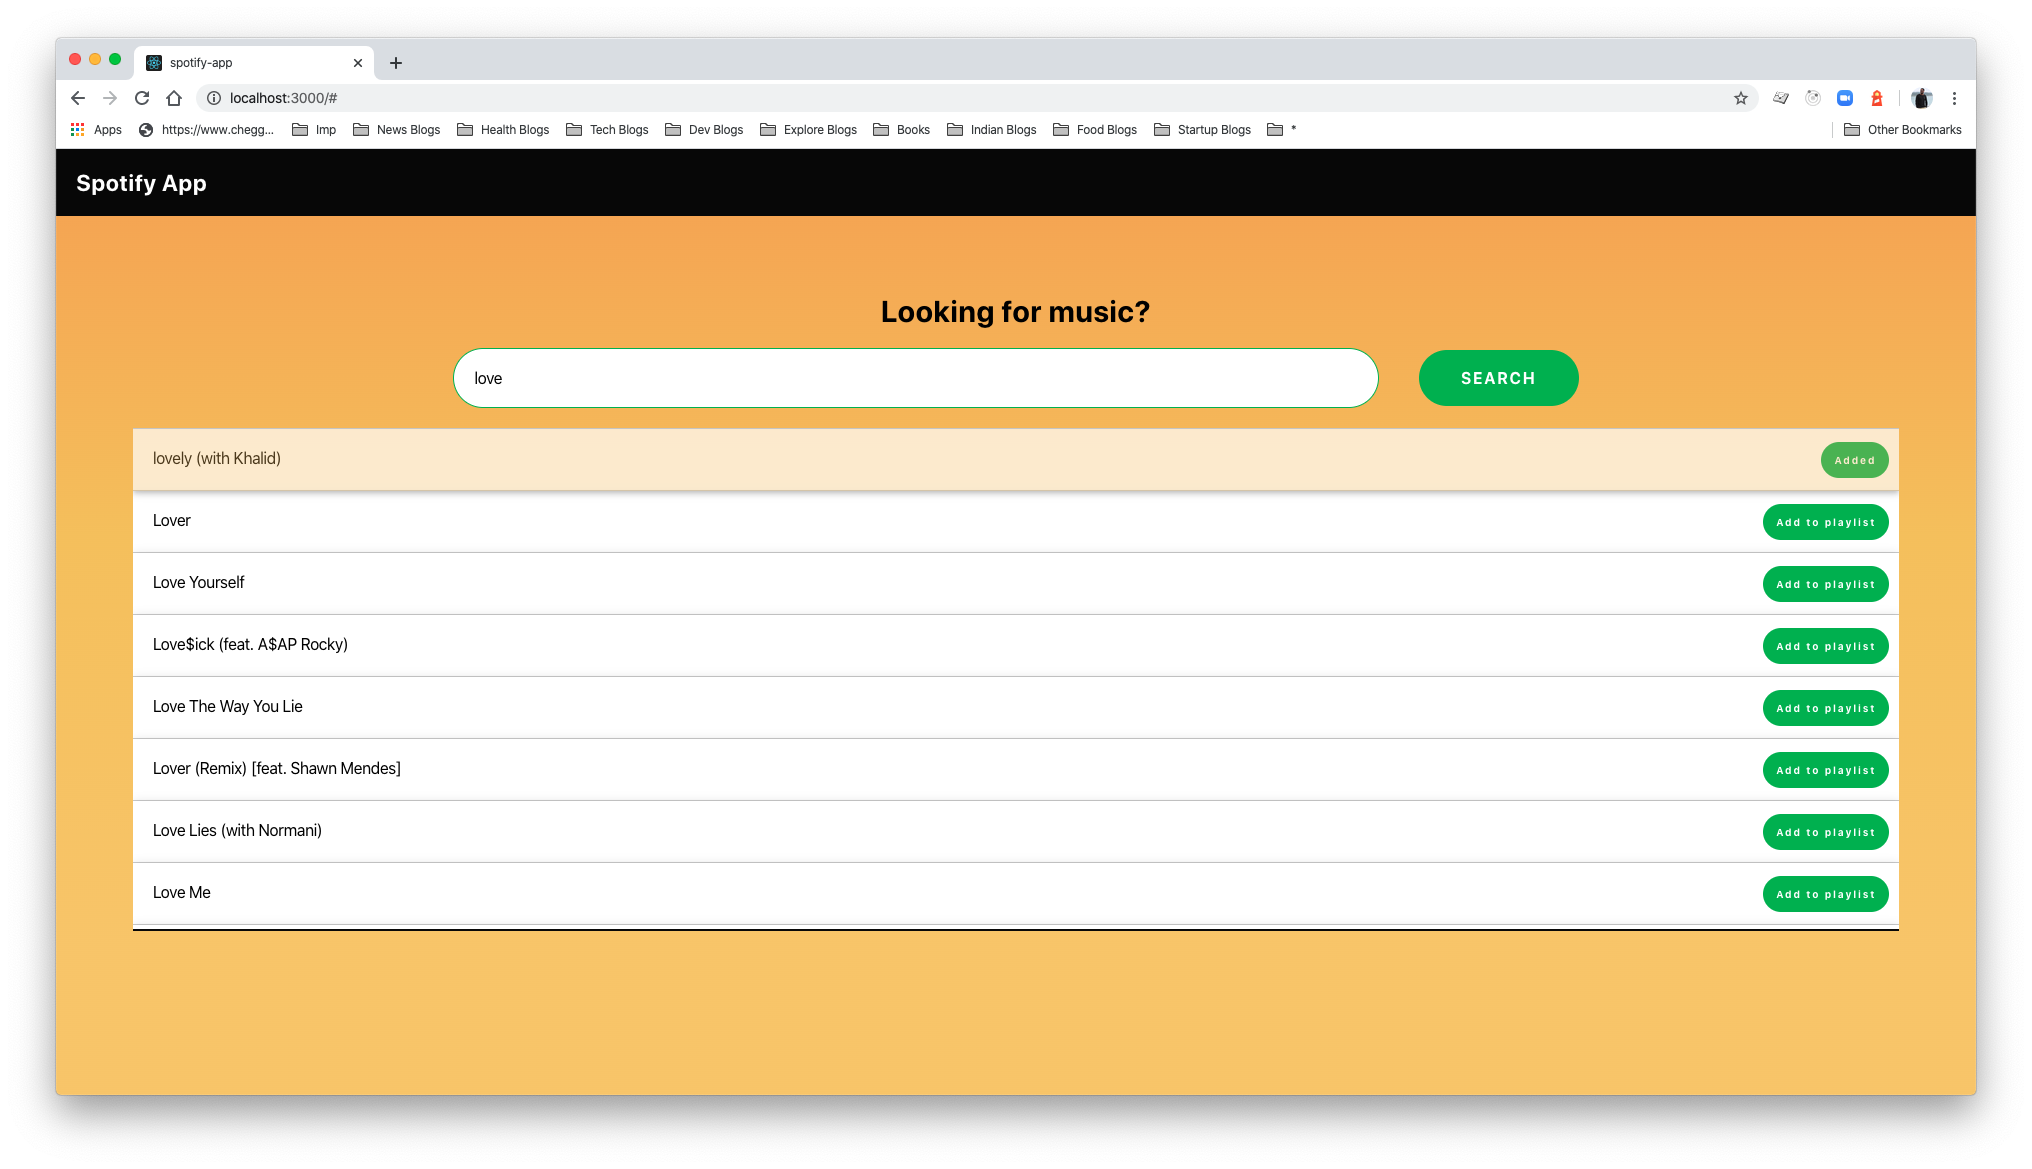 spotify-app
localhost:3000/#
Apps https://www.chegg... Imp News Blogs Health Blogs Tech Blogs Dev Blogs Explore Blogs Books Indian Blogs Food Blogs Startup Blogs * Other Bookmarks
Spotify App
Looking for music?
love SEARCH
lovely (with Khalid) Added
Lover Add to playlist
Love Yourself Add to playlist
Love$ick (feat. A$AP Rocky) Add to playlist
Love The Way You Lie Add to playlist
Lover (Remix) [feat. Shawn Mendes] Add to playlist
Love Lies (with Normani) Add to playlist
Love Me Add to playlist